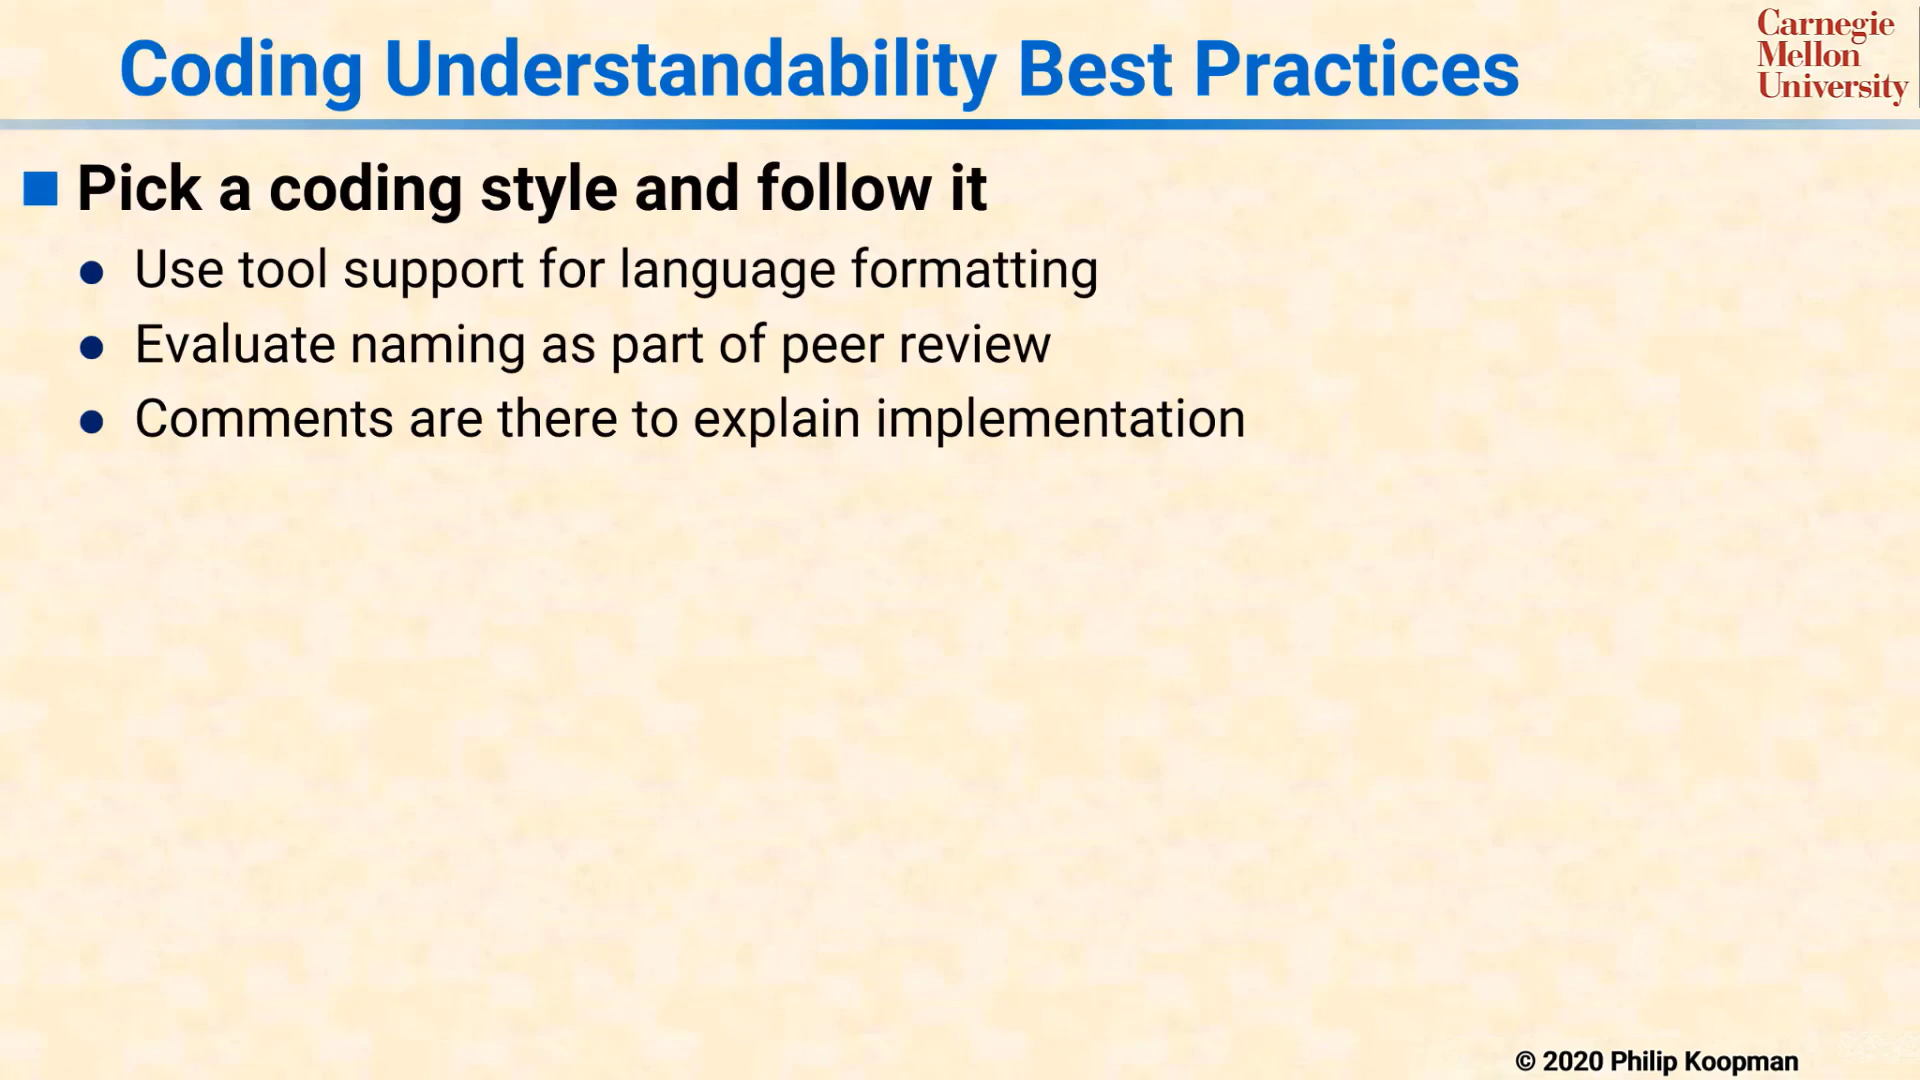 Coding Understandability Best Practices
Carnegie
Mellon
University
Pick a coding style and follow it
Use tool support for language formatting
Evaluate naming as part of peer review
Comments are there to explain implementation
© 2020 Philip Koopman